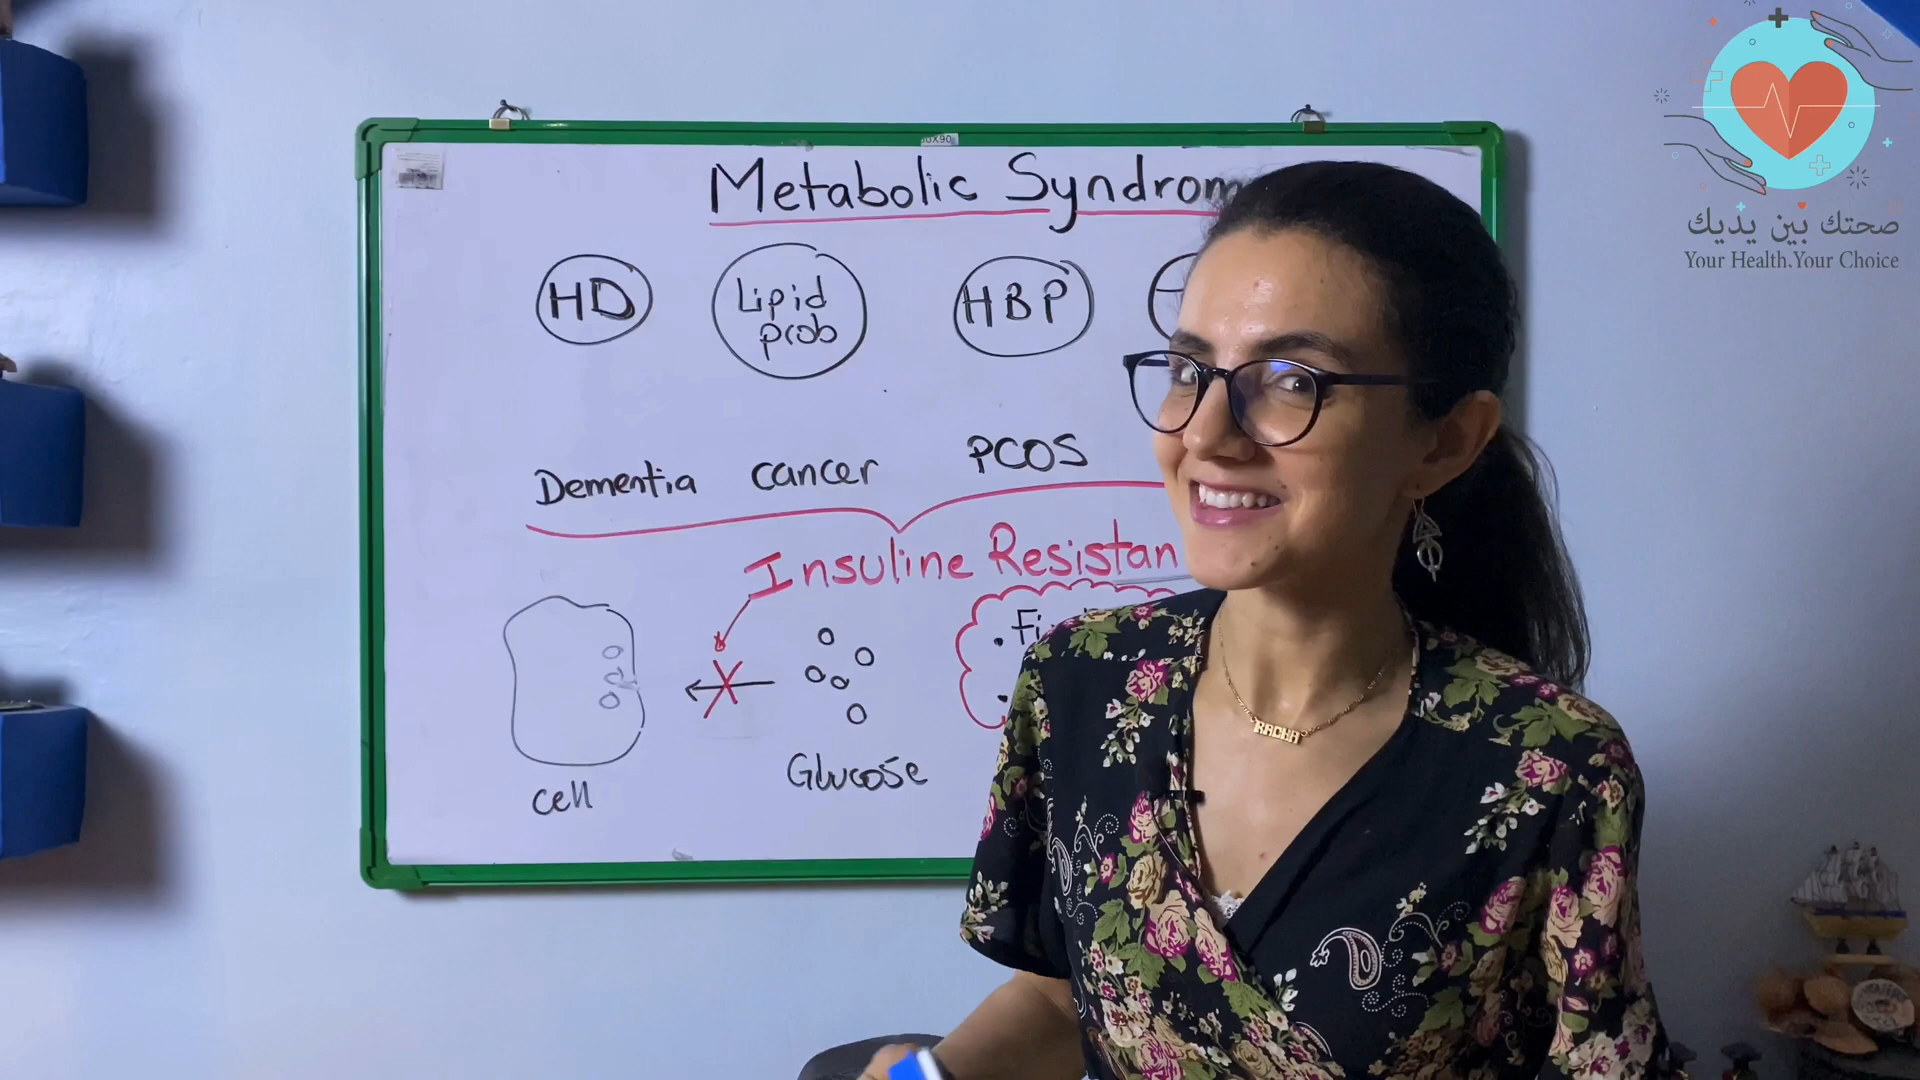 صحتك بين يديك
Your Health,Your Choice
Metabolic Syndrom
HD
Lipid
prob
HBP
Dementia cancer PCOS
Insuline Resistan
Glucose
cell
RACHA